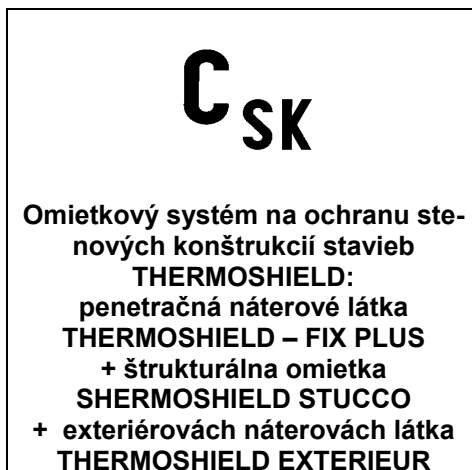 C SK
Omietkový systém na ochranu ste-
nových konštrukcií stavieb
THERMOSHIELD:
penetračná náterové látka
THERMOSHIELD – FIX PLUS
+ štrukturálna omietka
SHERMOSHIELD STUCCO
+ exteriérovách náterovách látka
THERMOSHIELD EXTERIEUR